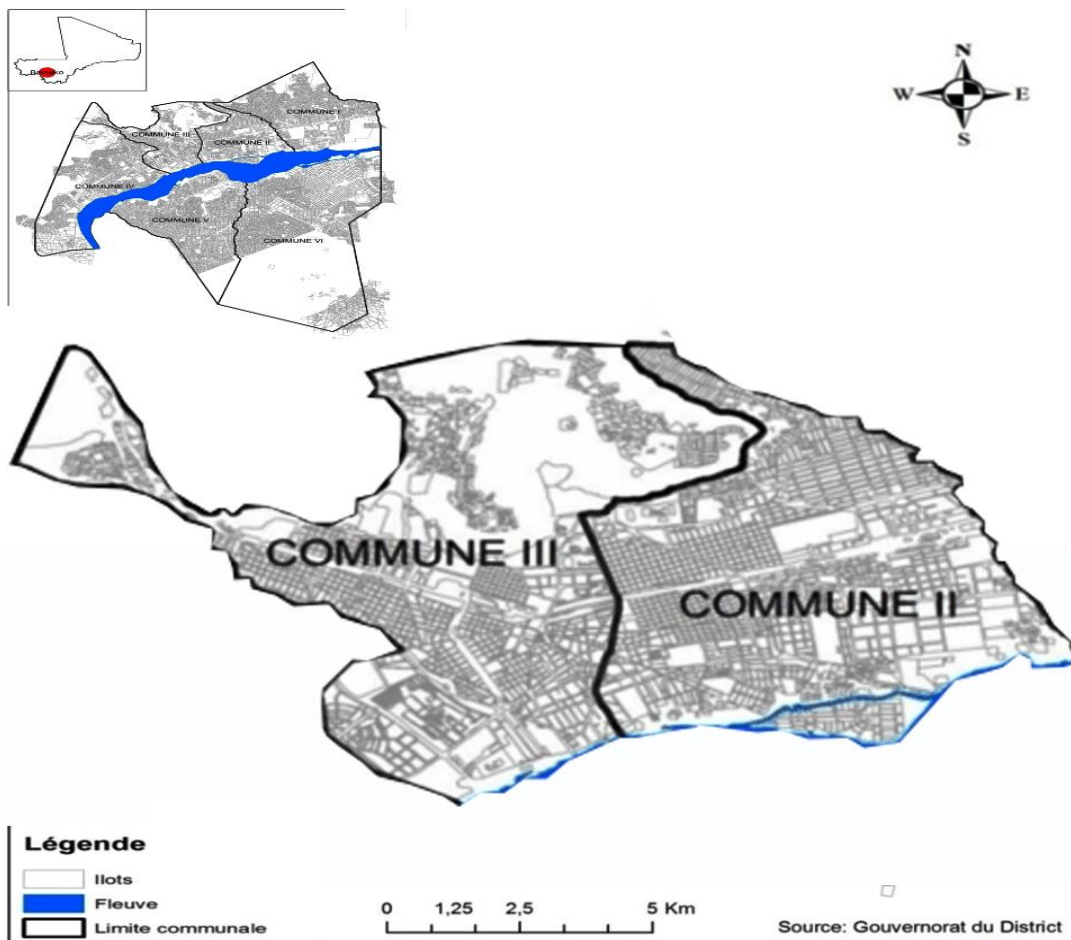 Bamako
N
W E
S
COMMUNE I
COMMUNE III
COMMUNE II
COMMUNE IV
COMMUNE V
COMMUNE VI
COMMUNE III
COMMUNE II
Légende
Ilots
Fleuve
Limite communale
0 1,25 2,5 5 Km
Source: Gouvernorat du District